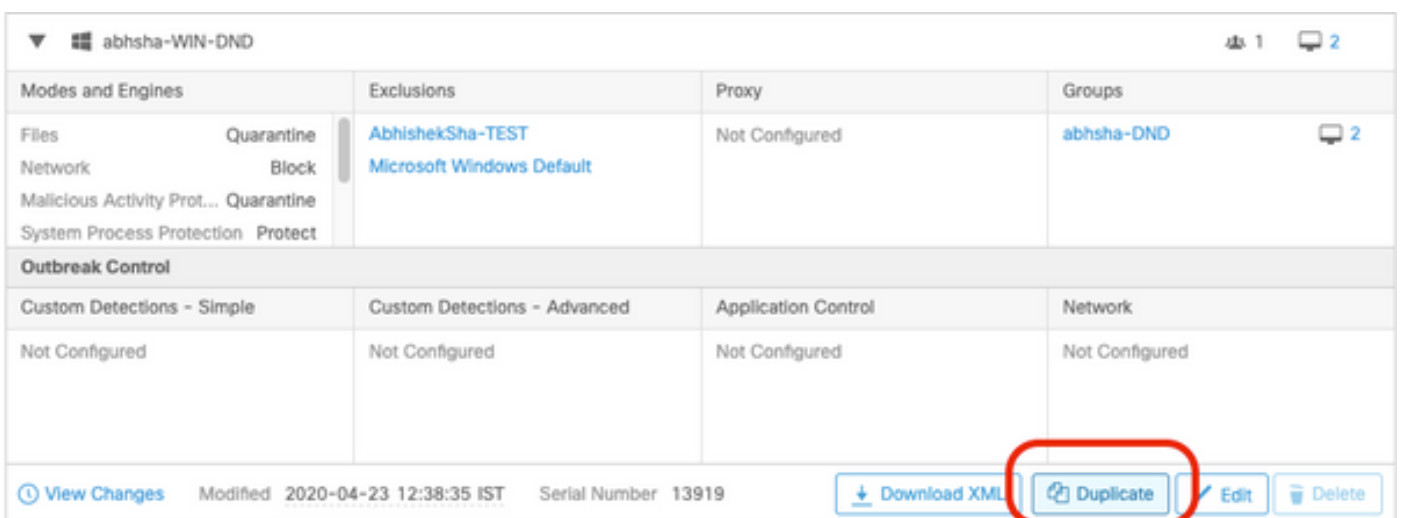 abhsha-WIN-DND 1 2
Modes and Engines Exclusions Proxy Groups
Files Quarantine AbhishekSha-TEST Not Configured abhsha-DND 2
Network Block Microsoft Windows Default
Malicious Activity Prot... Quarantine
System Process Protection Protect
Outbreak Control
Custom Detections - Simple Custom Detections - Advanced Application Control Network
Not Configured Not Configured Not Configured Not Configured
View Changes Modified 2020-04-23 12:38:35 IST Serial Number 13919 Download XML Duplicate Edit Delete